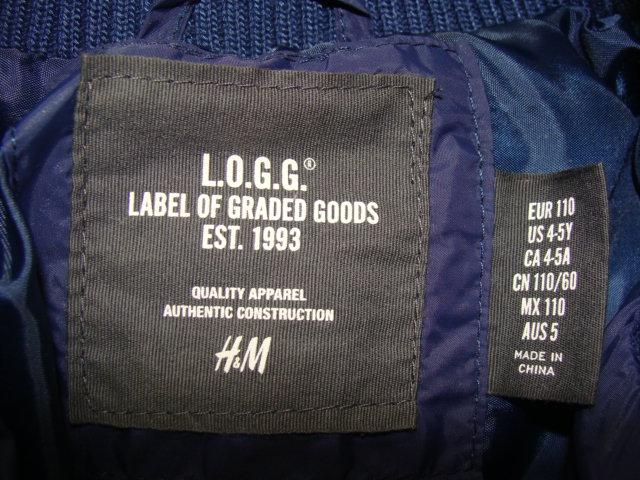 L.O.G.G.®
LABEL OF GRADED GOODS
EST. 1993
QUALITY APPAREL
AUTHENTIC CONSTRUCTION
H&M
EUR 110
US 4-5Y
CA 4-5A
CN 110/60
MX 110
AUS 5
MADE IN
CHINA